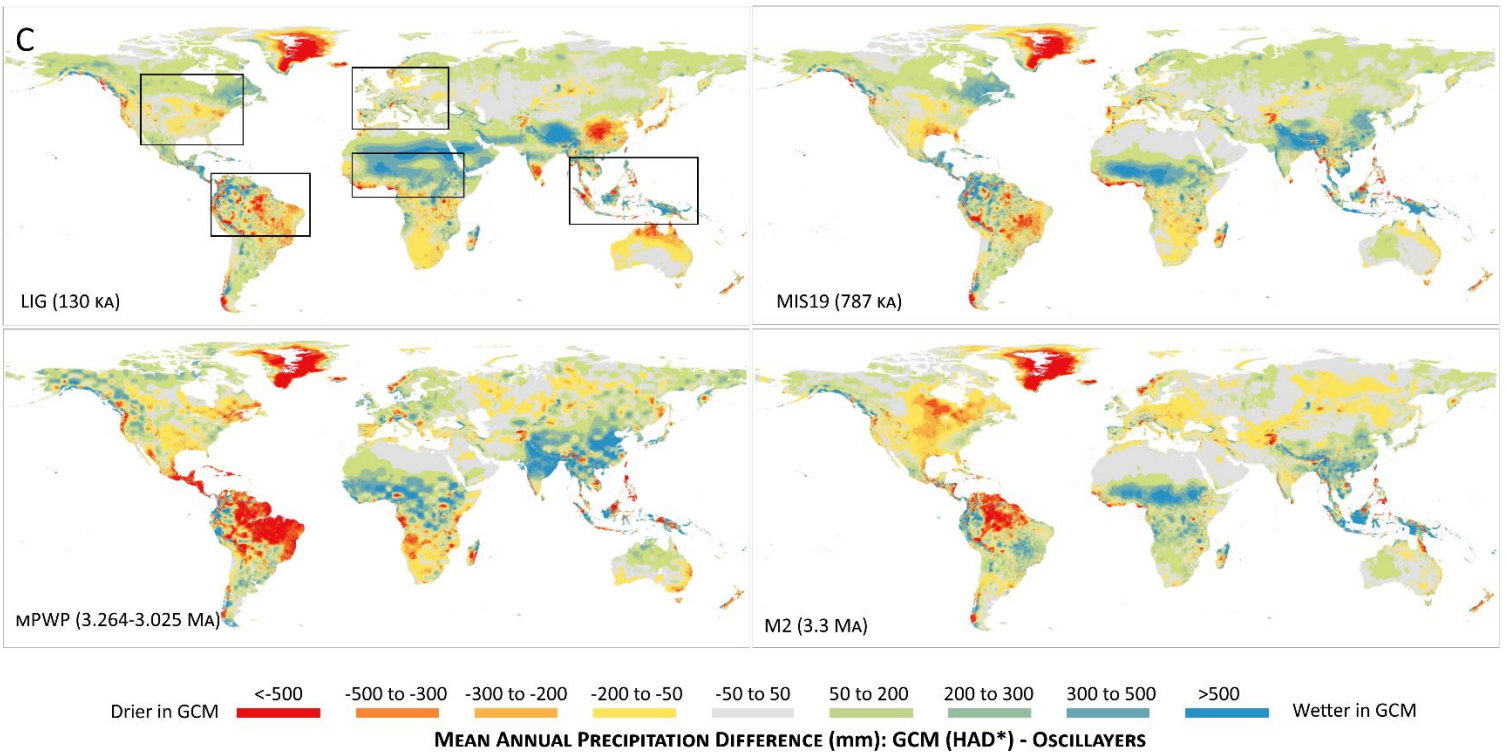 C
LIG (130 KA)
MIS19 (787 KA)
MPWP (3.264-3.025 MA)
M2 (3.3 MA)
<-500 -500 to -300 -300 to -200 -200 to -50 -50 to 50 50 to 200 200 to 300 300 to 500 >500
Drier in GCM Wetter in GCM
MEAN ANNUAL PRECIPITATION DIFFERENCE (mm): GCM (HAD*) - OSCILLAYERS